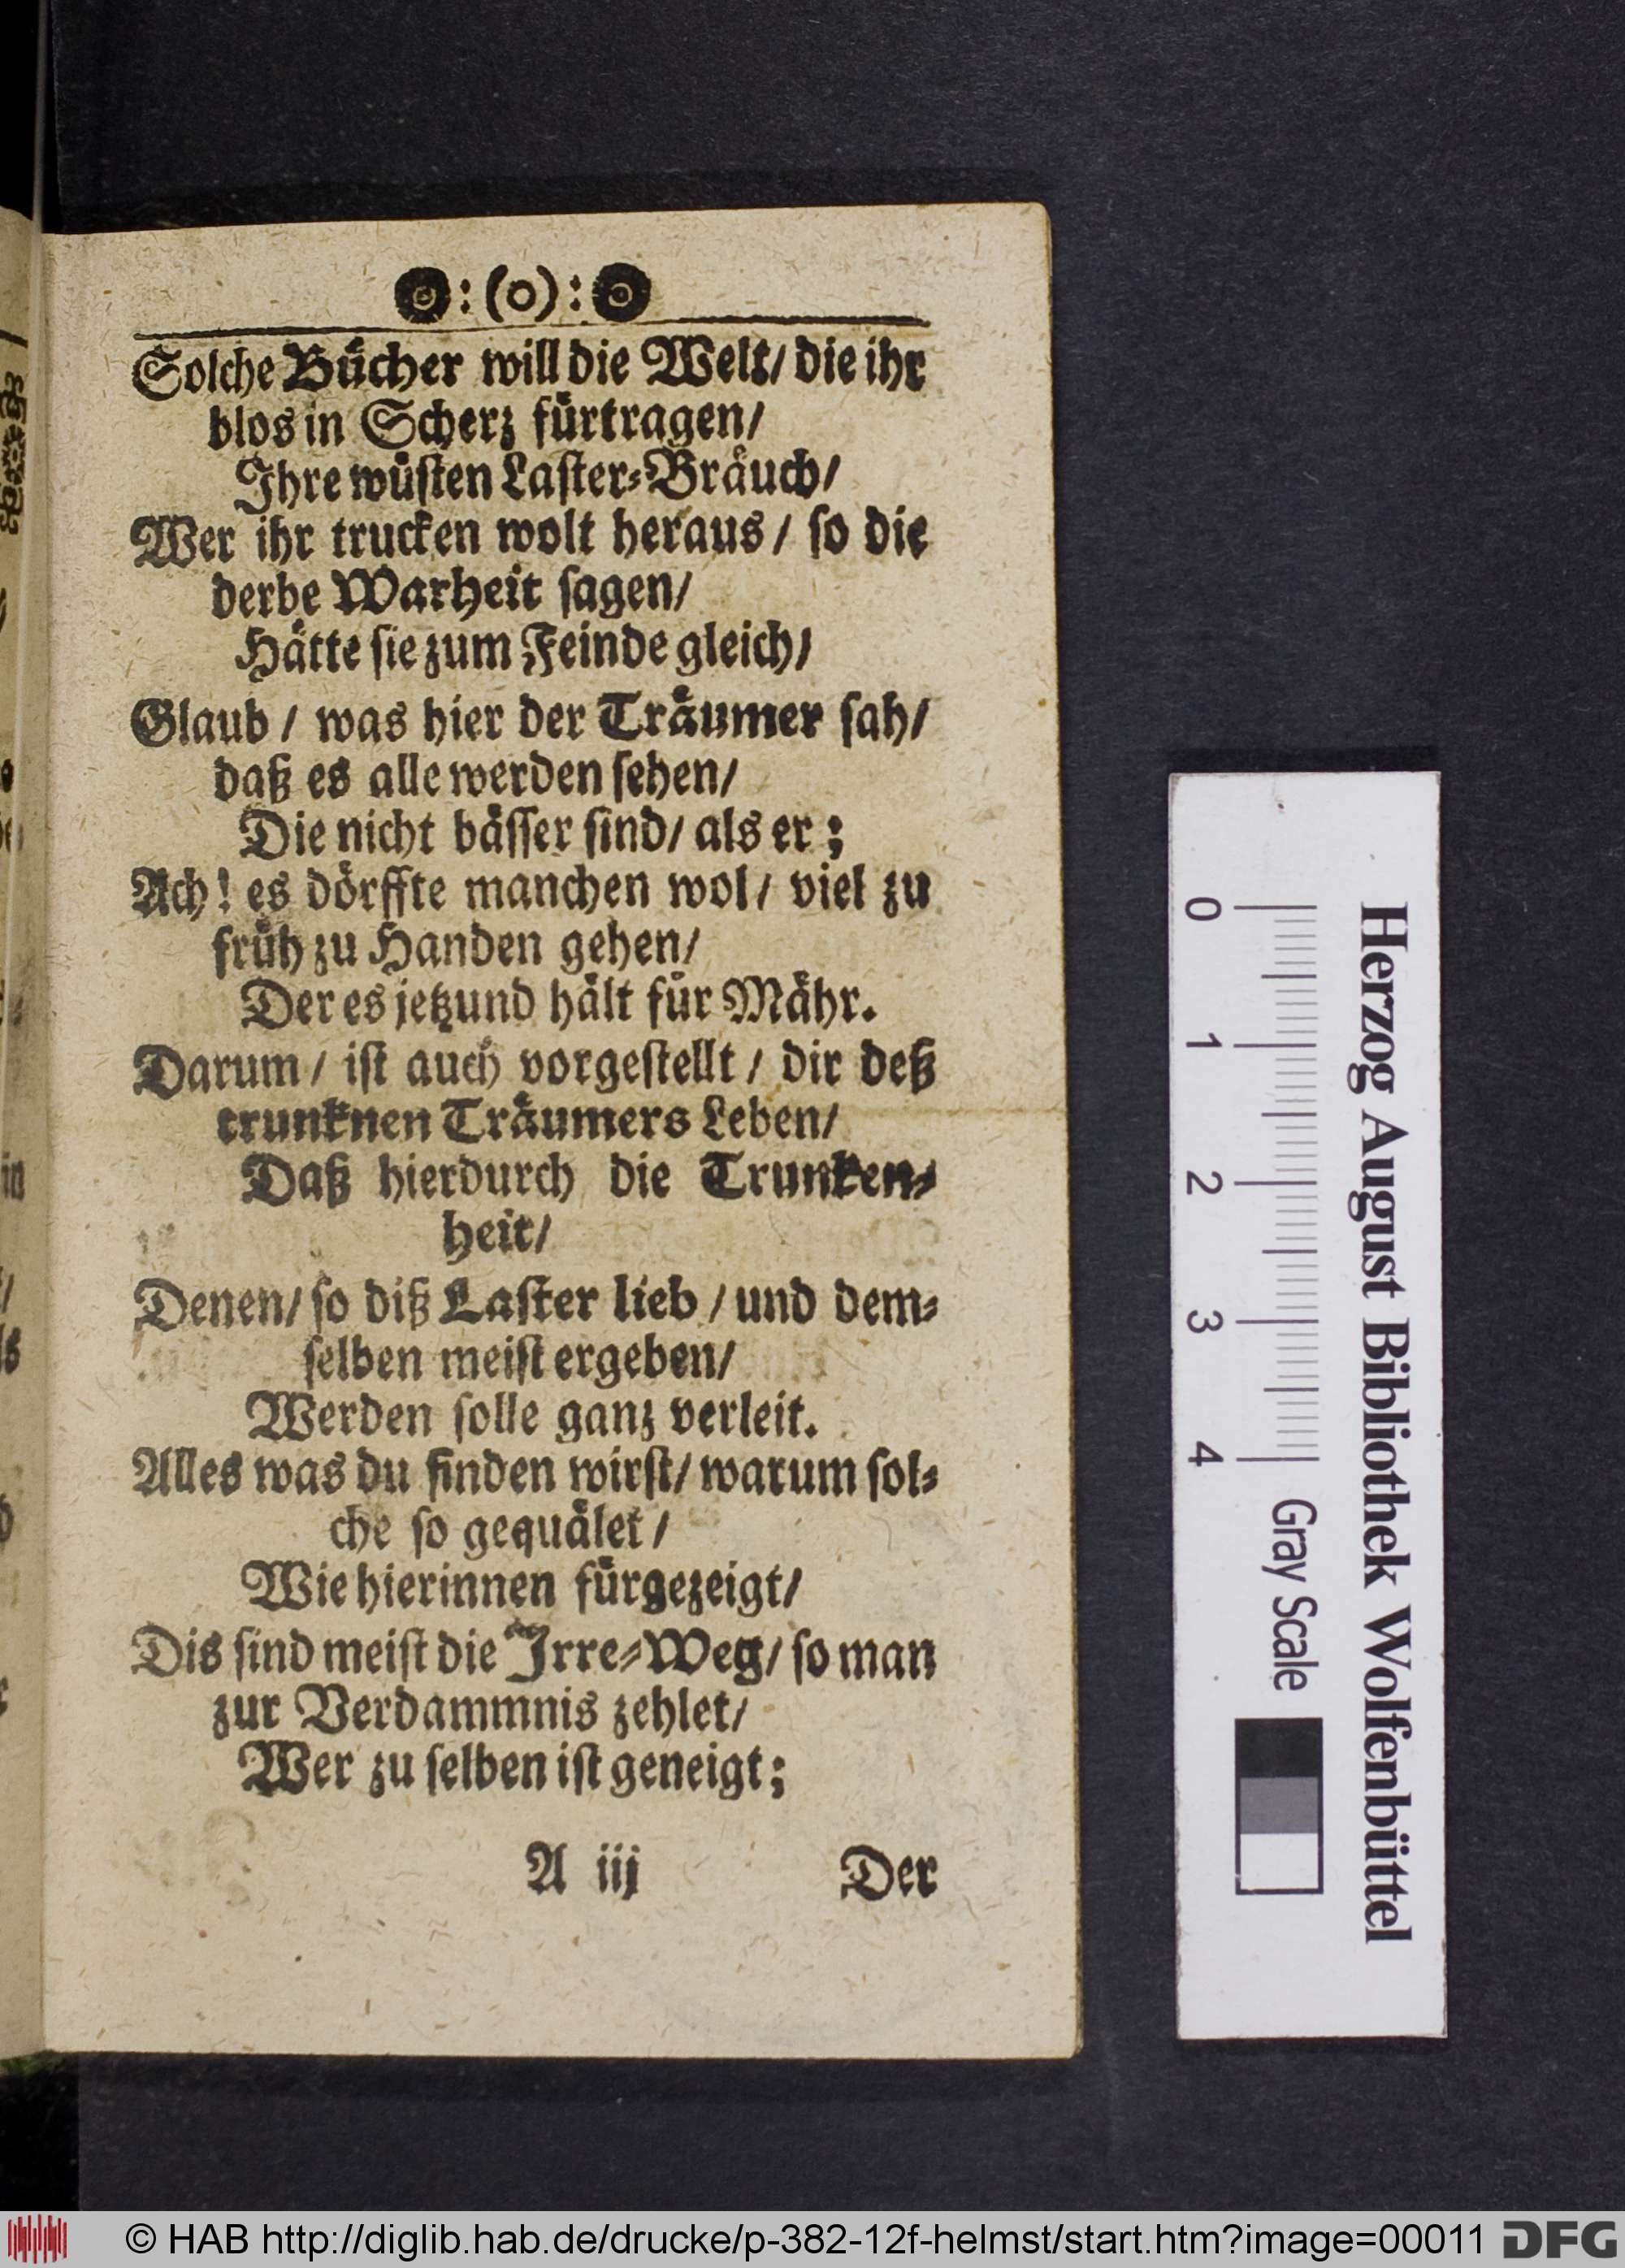 :(o):
Solche Bücher will die Welt/ die ihr
blos in Scherz fürtragen/
Ihre wüſten Laſter-Bräuch/
Wer ihr trucken wolt heraus / ſo die
derbe Warheit ſagen/
Hätte ſie zum Feinde gleich/
Glaub / was hier der Träumer ſah/
daß es alle werden ſehen/
Die nicht bäſſer ſind/ als er;
Ach! es dörffte manchen wol/ viel zu
früh zu Handen gehen/
Der es jetzund hält für Mähr.
Darum / iſt auch vorgeſtellt / dir deß
trunknen Träumers Leben/
Daß hierdurch die Trunken-
heit/
Denen/ ſo diß Laſter lieb / und dem-
ſelben meiſt ergeben/
Werden ſolle ganz verleit.
Alles was du finden wirſt/ warum ſol-
che ſo gequälet /
Wie hierinnen fürgezeigt/
Dis ſind meiſt die Irre-Weg/ ſo man
zur Verdammnis zehlet/
Wer zu ſelben iſt geneigt;
A iij Der
Herzog August Bibliothek Wolfenbüttel
0 1 2 3 4 Gray Scale
© HAB http://diglib.hab.de/drucke/p-382-12f-helmst/start.htm?image=00011 DFG